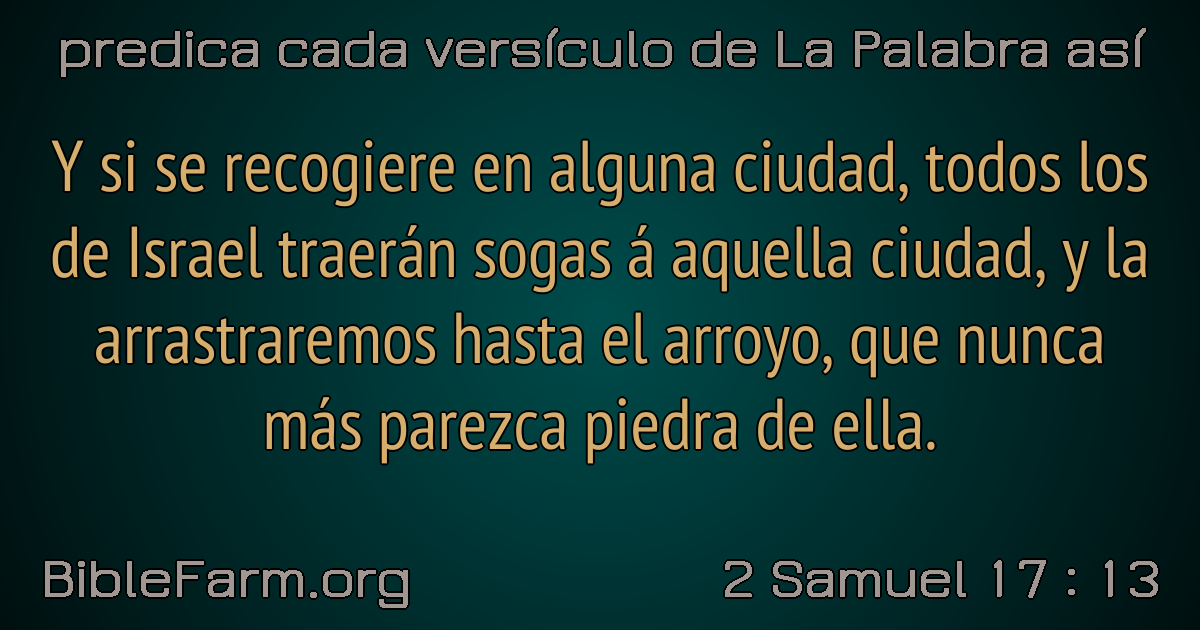 predica cada versículo de La Palabra así
Y si se recogiere en alguna ciudad, todos los
de Israel traerán sogas á aquella ciudad, y la
arrastraremos hasta el arroyo, que nunca
más parezca piedra de ella.
BibleFarm.org
2 Samuel 17 : 13